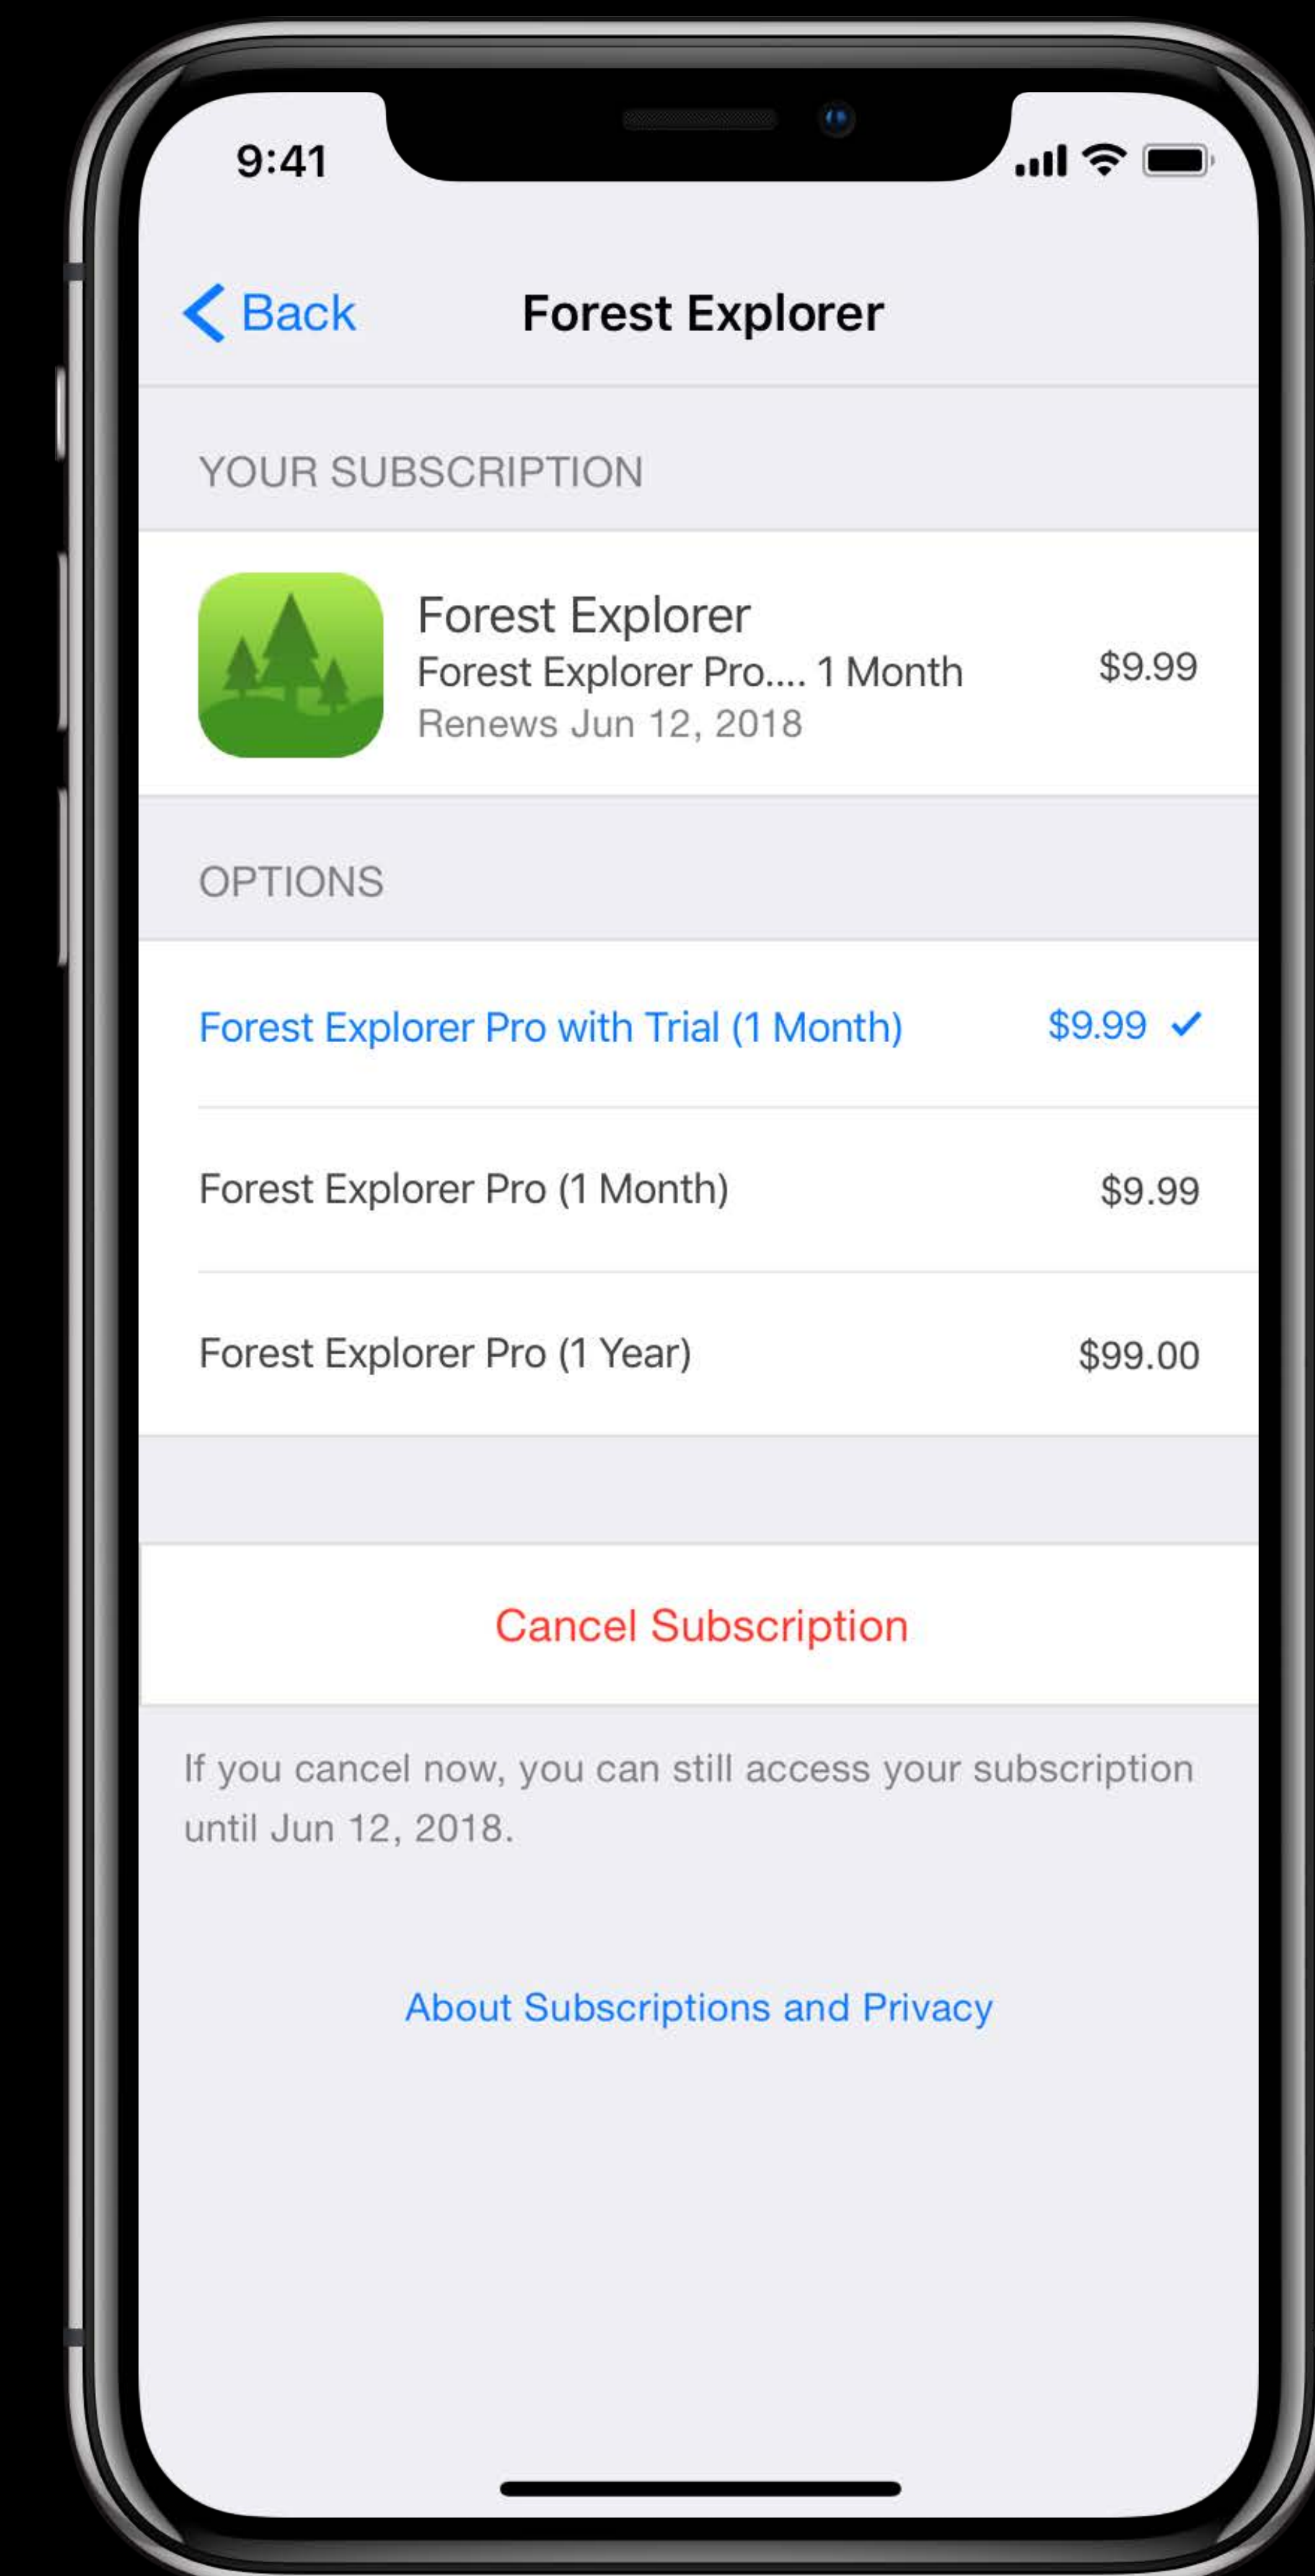 9:41
Back
Forest Explorer
YOUR SUBSCRIPTION
Forest Explorer
Forest Explorer Pro.... 1 Month
$9.99
Renews Jun 12, 2018
OPTIONS
Forest Explorer Pro with Trial (1 Month) $9.99
Forest Explorer Pro (1 Month) $9.99
Forest Explorer Pro (1 Year) $99.00
Cancel Subscription
If you cancel now, you can still access your subscription
until Jun 12, 2018.
About Subscriptions and Privacy